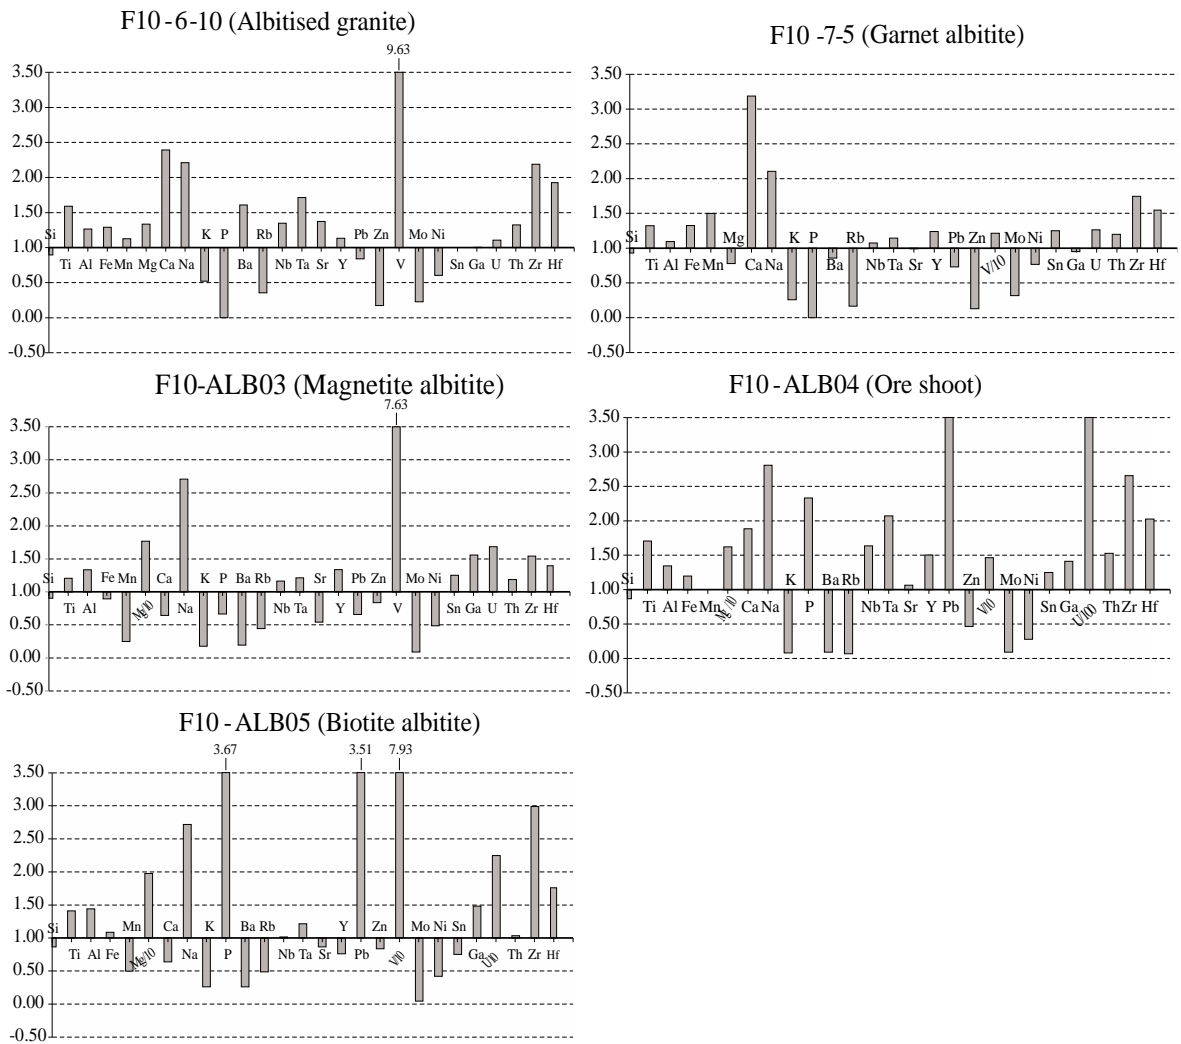 F10-6-10 (Albitised granite)
9.63
3.50
3.00
2.50
2.00
1.50
1.00
0.00
-0.50
Si K P Rb Pb Zn Mo Ni
Ti Al Fe Mn Mg Ca Na Ba Nb Ta Sr Y V Sn Ga U Th Zr Hf
F10 -7-5 (Garnet albitite)
3.50
3.00
2.50
2.00
1.50
1.00
0.00
-0.50
Si Mg K P Rb Pb Zn Mo Ni
Ti Al Fe Mn Ca Na Ba Nb Ta Sr Y V/10 Sn Ga U Th Zr Hf
F10-ALB03 (Magnetite albitite)
7.63
3.50
3.00
2.50
2.00
1.50
1.00
0.50
0.00
-0.50
Si Fe Mn Ca K P Ba Rb Sr Pb Zn Mo Ni
Ti Al Mg/10 Na Nb Ta Y V Sn Ga U Th Zr Hf
F10 - ALB04 (Ore shoot)
3.50
3.00
2.50
2.00
1.50
1.00
0.50
0.00
-0.50
Si K Ba Rb Zn Mo Ni
Ti Al Fe Mn Mg/10 Ca Na P Nb Ta Sr Y Pb V/10 Sn Ga U/100 Th Zr Hf
F10 - ALB05 (Biotite albitite)
3.67 3.51 7.93
3.50
3.00
2.50
2.00
1.50
1.00
0.50
0.00
-0.50
Si Mn Ca K Ba Rb Y Zn Mo Ni Sn
Ti Al Fe Mg/10 Na P Nb Ta Sr Pb V/10 Ga U/10 Th Zr Hf